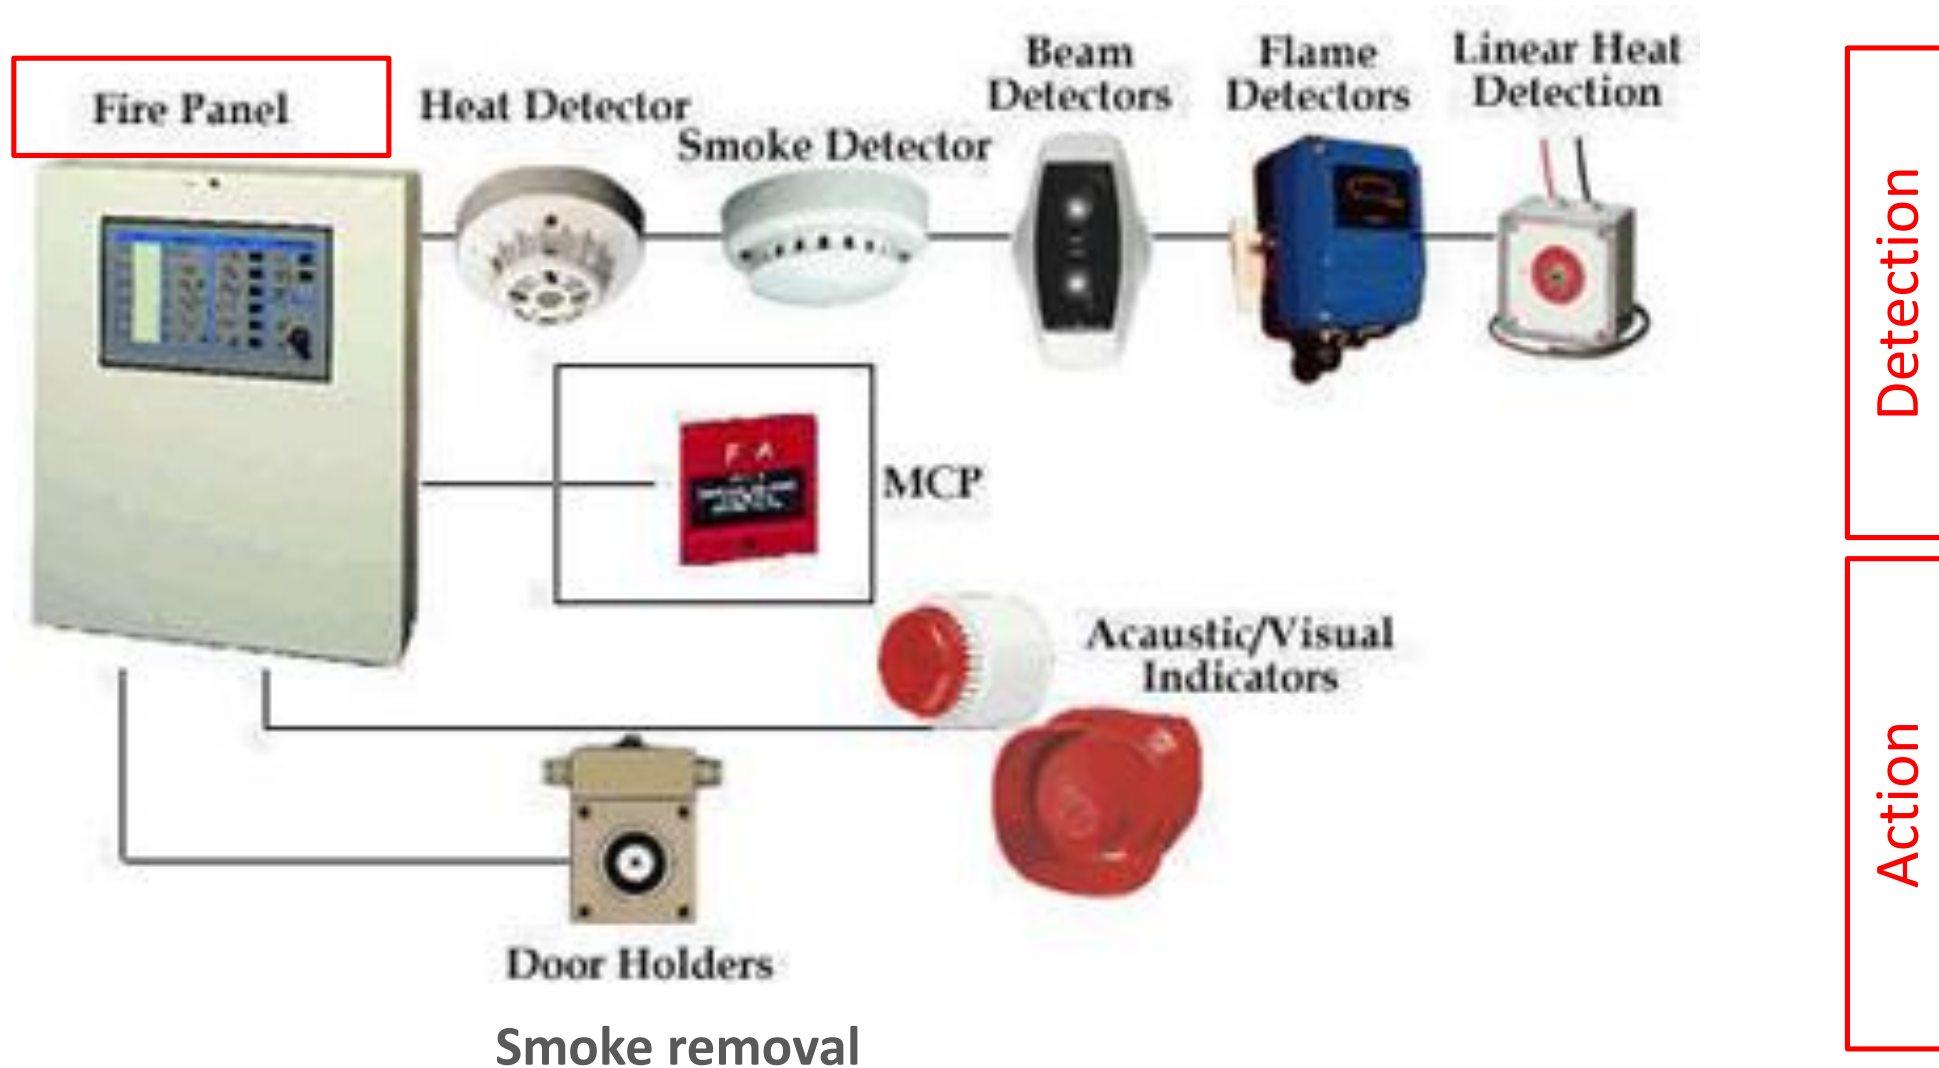 Fire Panel
Heat Detector
Smoke Detector
Beam
Detectors
Flame
Detectors
Linear Heat
Detection
Detection
F A
MCP
Acaustic/Visual
Indicators
Action
Door Holders
Smoke removal